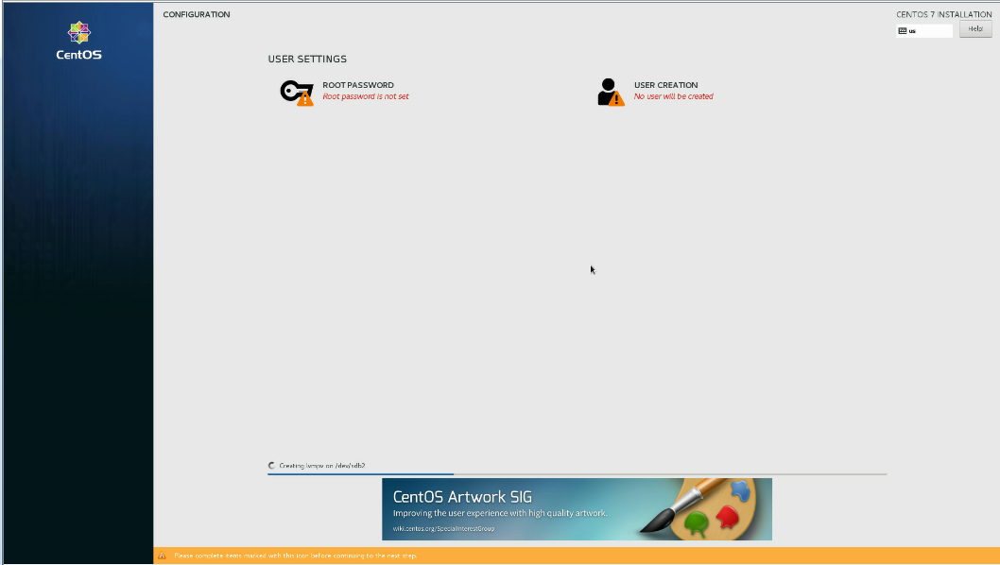 CentOS
CONFIGURATION
CENTOS 7 INSTALLATION
us
Help!
USER SETTINGS
ROOT PASSWORD
Root password is not set
USER CREATION
No user will be created
Creating lvmpv on /dev/sdb2
CentOS Artwork SIG
Improving the user experience with high quality artwork.
wiki.centos.org/SpecialInterestGroup
Please complete items marked with this icon before continuing to the next step.